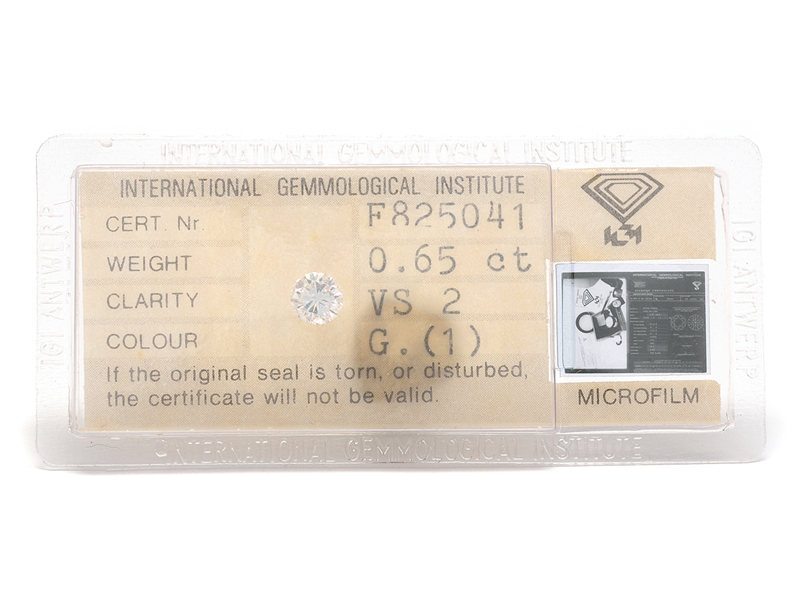 INTERNATIONAL GEMMOLOGICAL INSTITUTE
INTERNATIONAL GEMMOLOGICAL INSTITUTE
CERT. Nr. F825041
WEIGHT 0.65 ct
CLARITY VS 2
COLOUR G.(1)
If the original seal is torn, or disturbed,
the certificate will not be valid.
MICROFILM
IGI ANTWERP
IGI ANTWERP
INTERNATIONAL GEMMOLOGICAL INSTITUTE